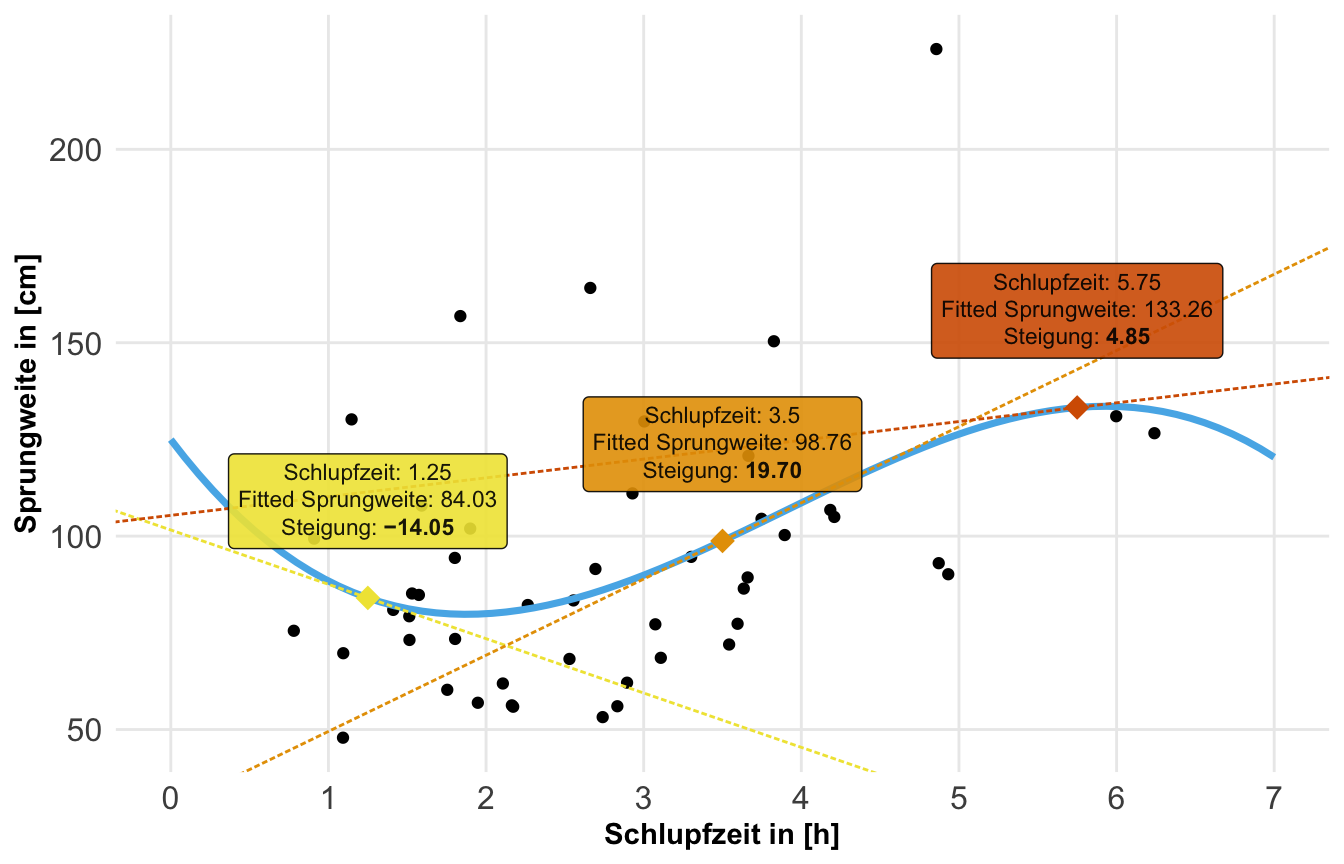 200
150
100
50
Sprungweite in [cm]
Schlupfzeit: 5.75
Fitted Sprungweite: 133.26
Steigung: 4.85
Schlupfzeit: 3.5
Fitted Sprungweite: 98.76
Steigung: 19.70
Schlupfzeit: 1.25
Fitted Sprungweite: 84.03
Steigung: −14.05
0 1 2 3 4 5 6 7
Schlupfzeit in [h]